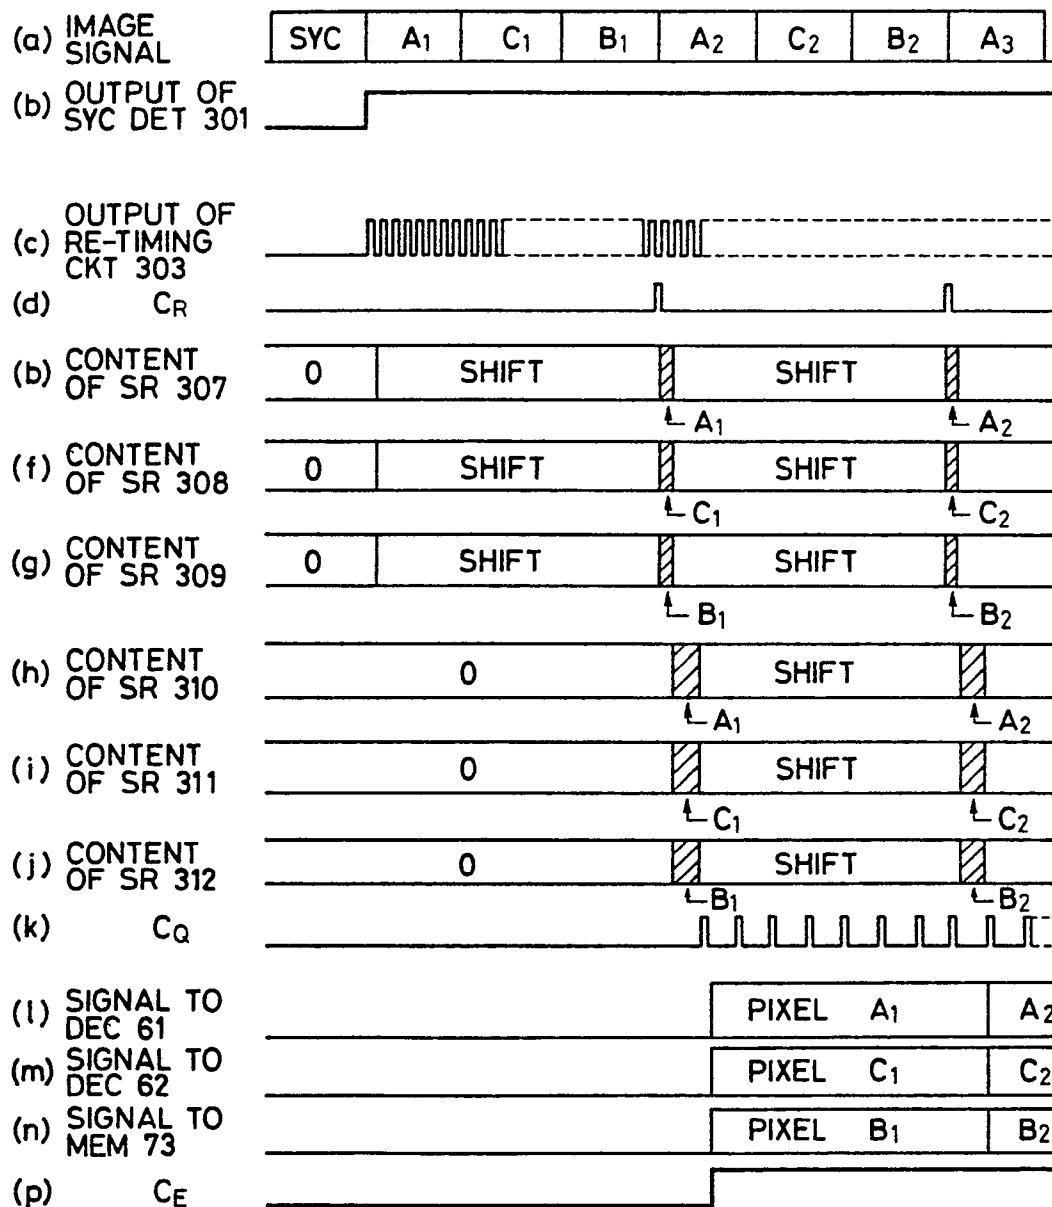 (a) IMAGE SIGNAL SYC A1 C1 B1 A2 C2 B2 A3
(b) OUTPUT OF SYC DET 301
(c) OUTPUT OF RE-TIMING CKT 303
(d) CR
(b) CONTENT OF SR 307 0 SHIFT SHIFT
A1 A2
(f) CONTENT OF SR 308 0 SHIFT SHIFT
C1 C2
(g) CONTENT OF SR 309 0 SHIFT SHIFT
B1 B2
(h) CONTENT OF SR 310 0 SHIFT
A1 A2
(i) CONTENT OF SR 311 0 SHIFT
C1 C2
(j) CONTENT OF SR 312 0 SHIFT
B1 B2
(k) CQ
(l) SIGNAL TO DEC 61 PIXEL A1 A2
(m) SIGNAL TO DEC 62 PIXEL C1 C2
(n) SIGNAL TO MEM 73 PIXEL B1 B2
(p) CE